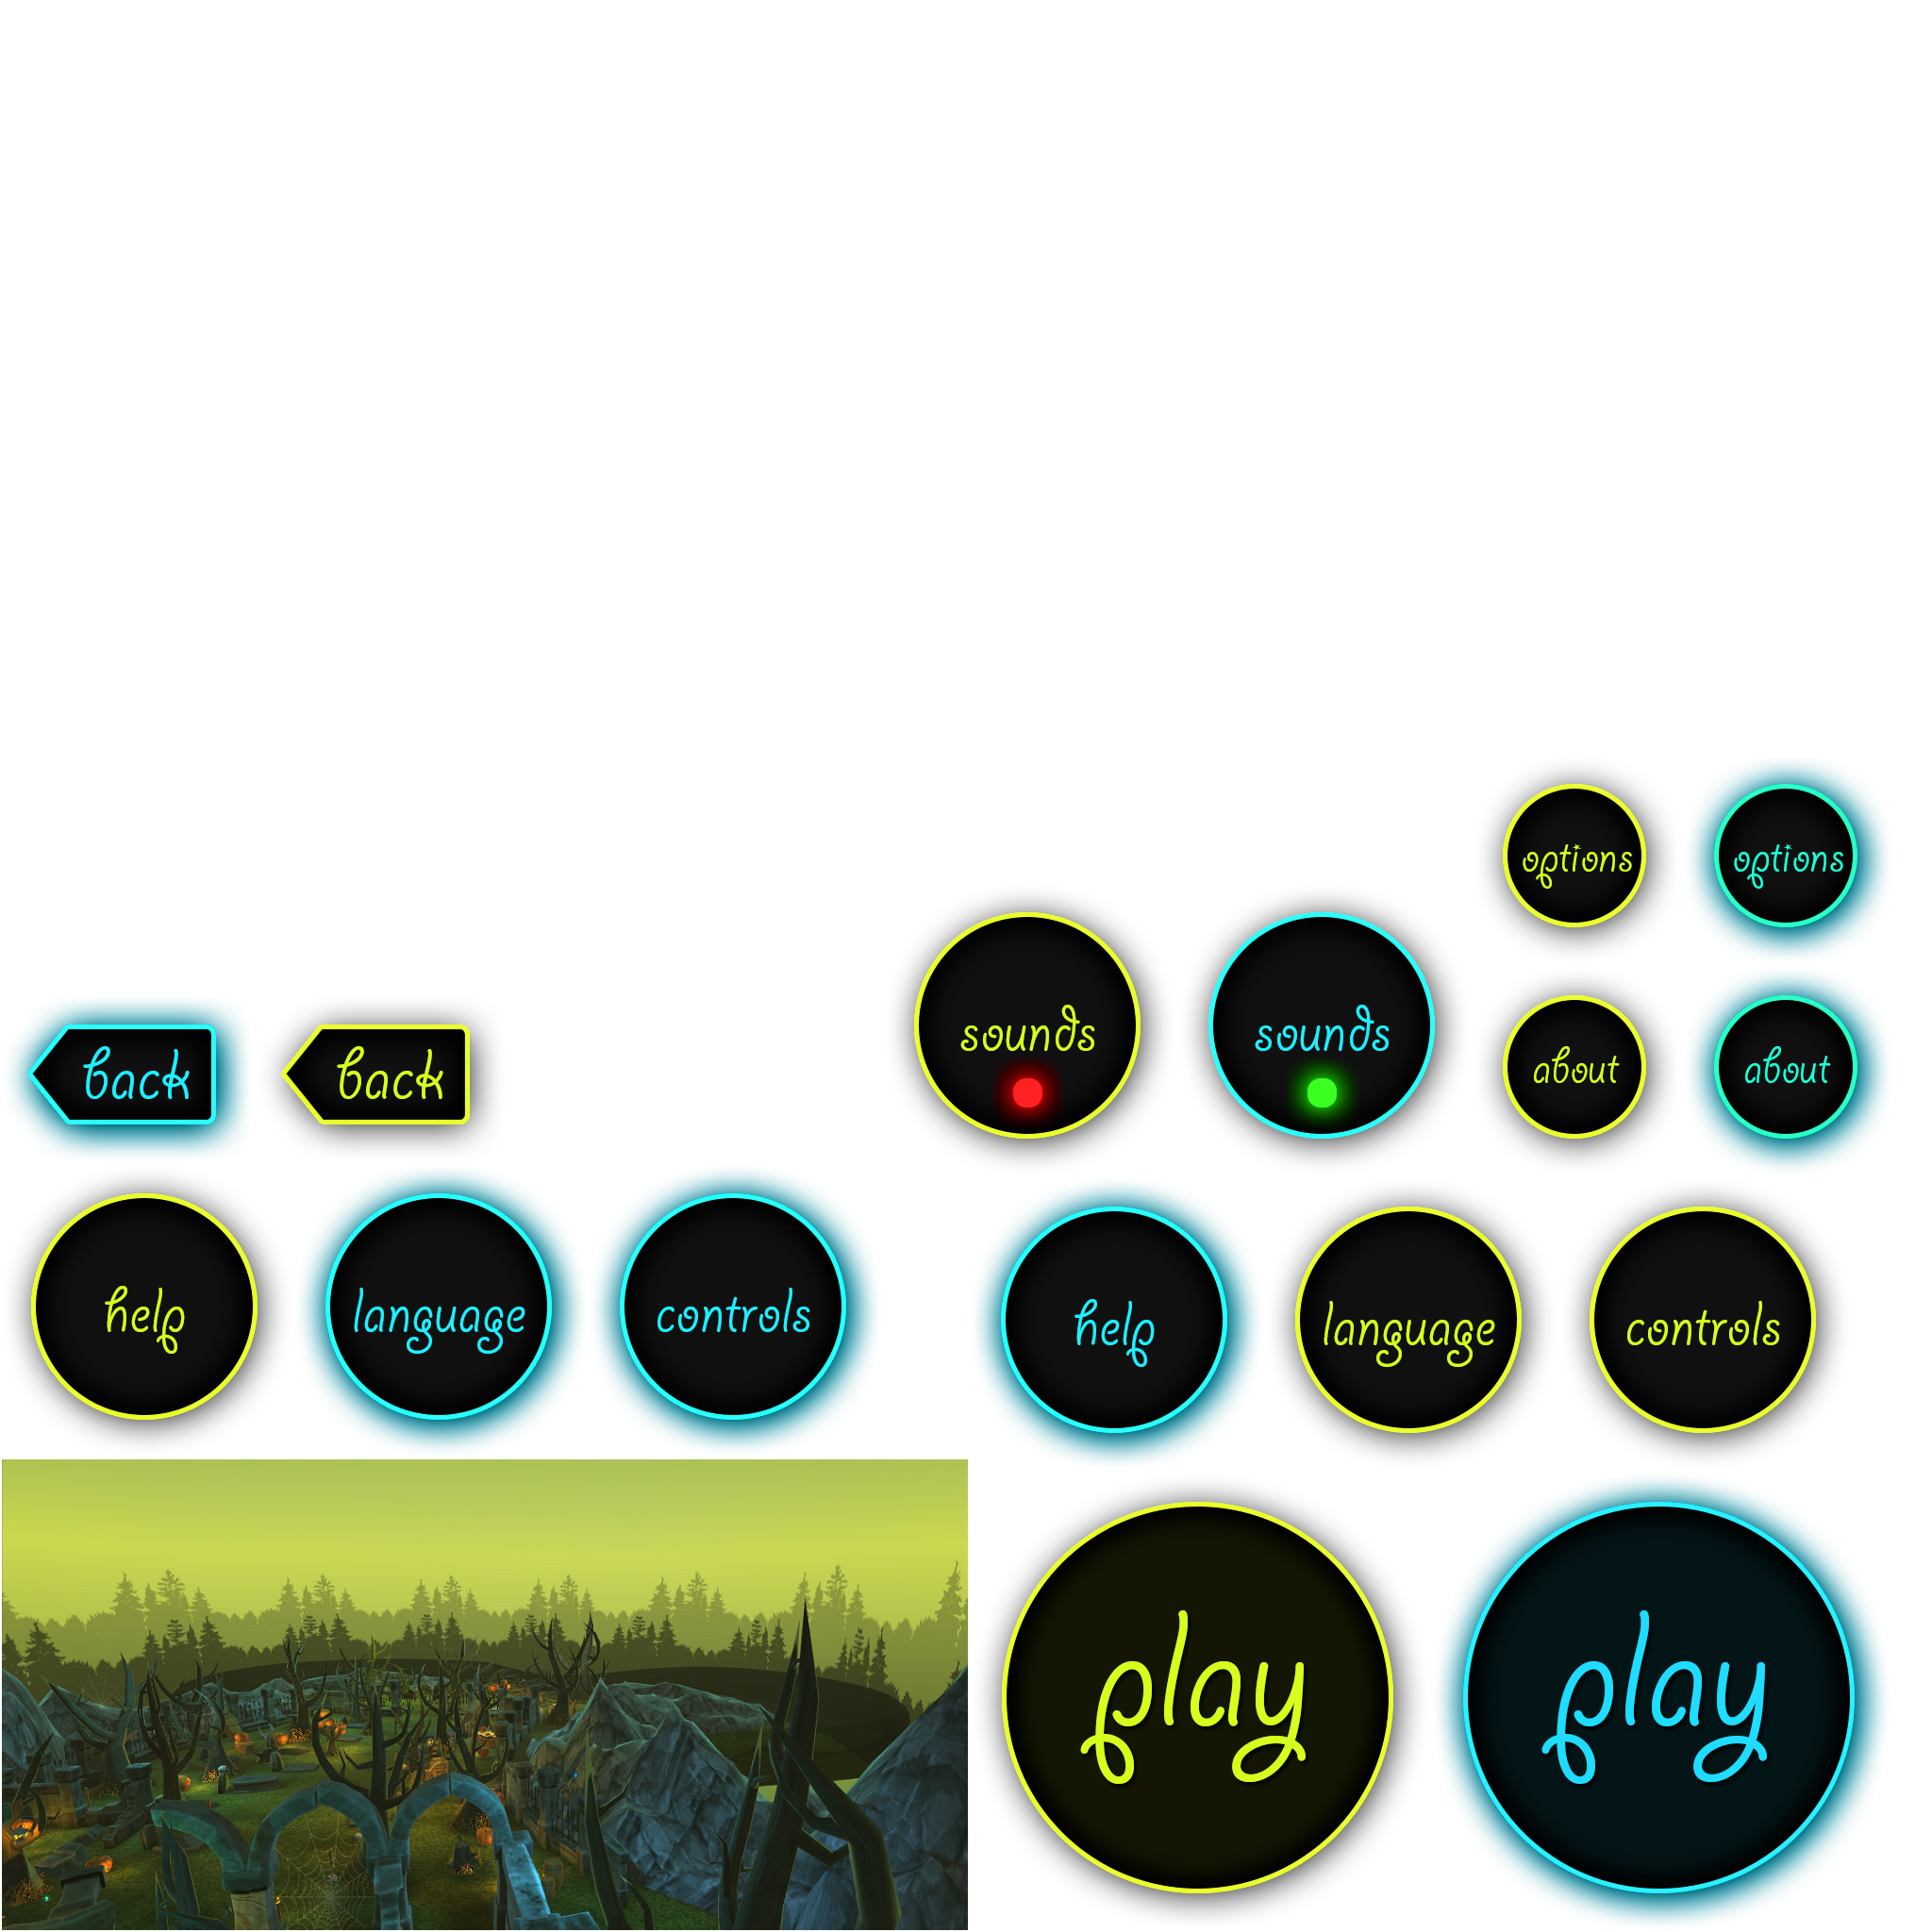 options
options
sounds
sounds
back
back
about
about
help
language
controls
help
language
controls
play
play